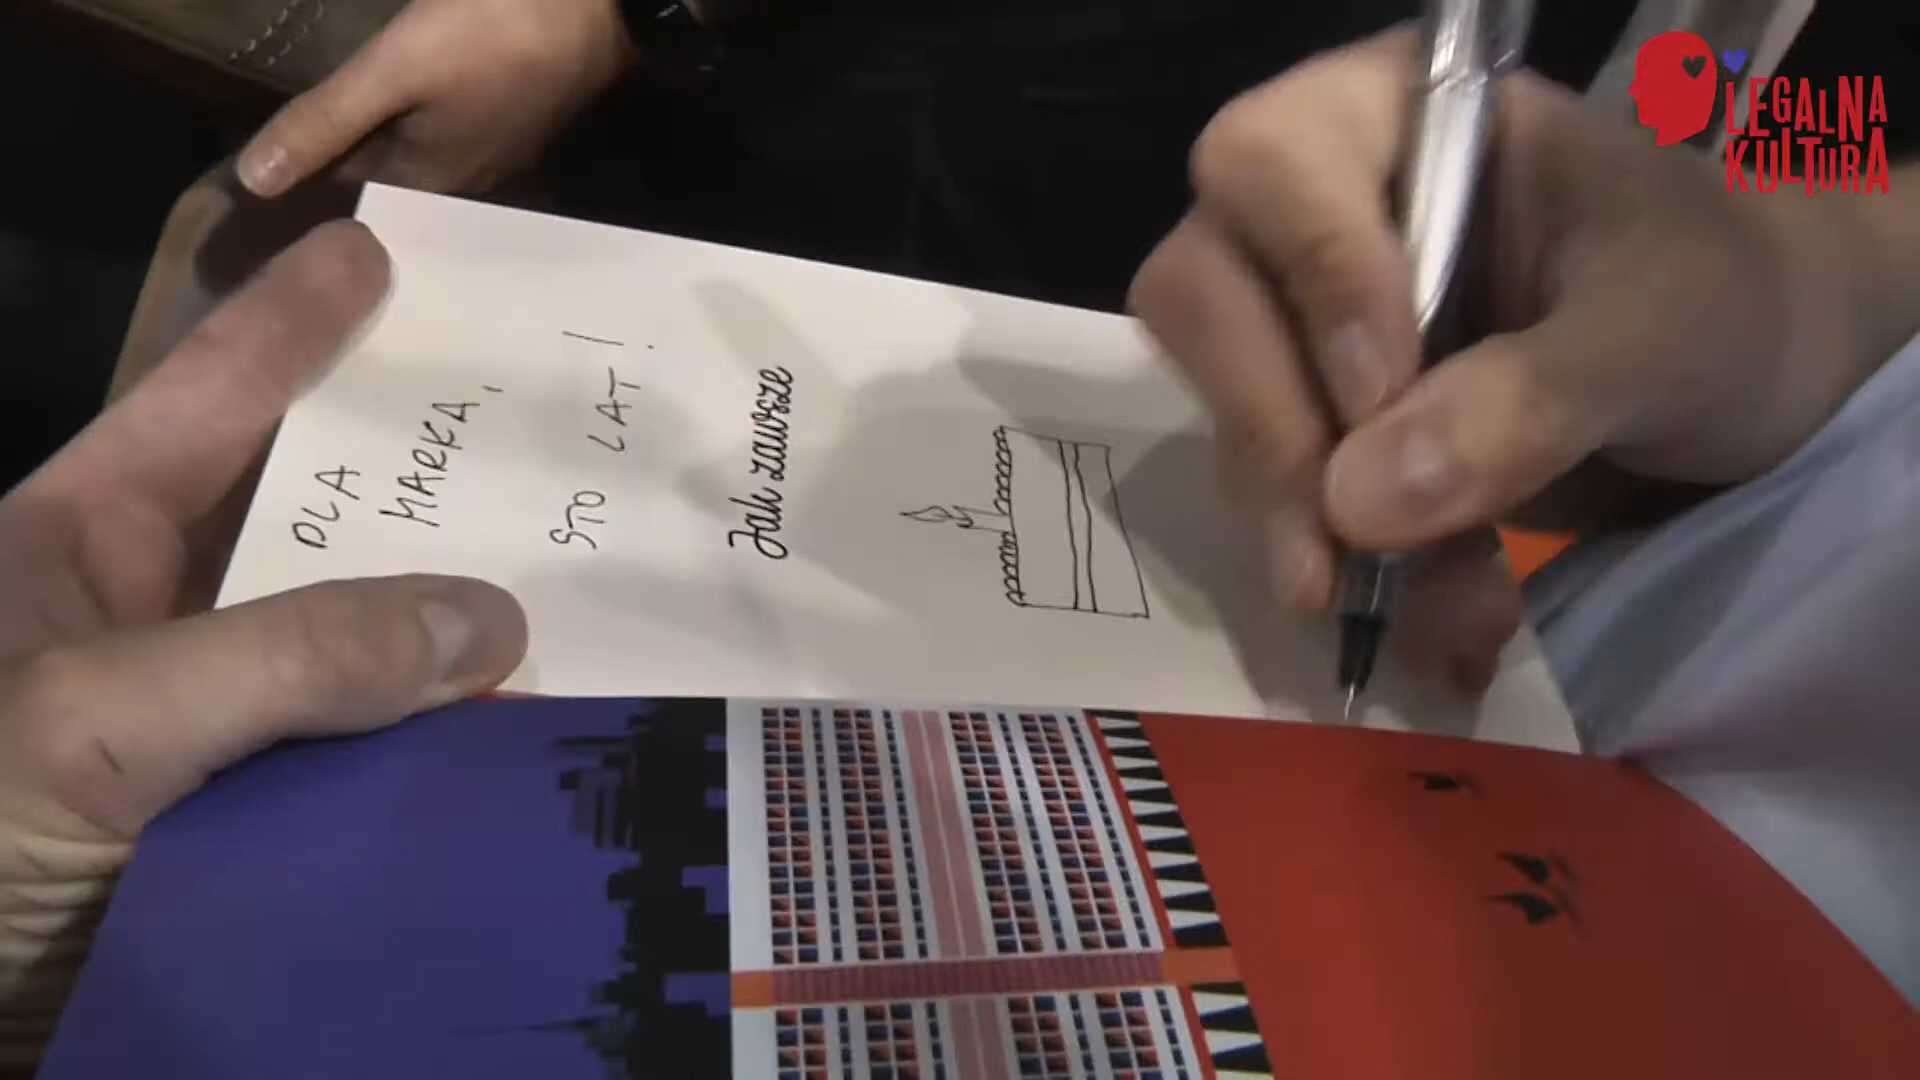 DLA
MARKA,
STO LAT!
Jak zawsze
LEGALNA
KULTURA